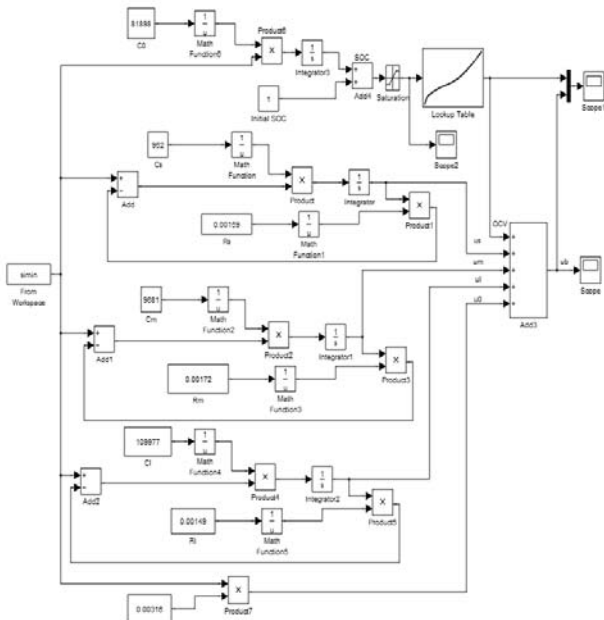 81898
C0
1
u
Math
Function6
Product6
X
1
s
Integrator3
SOC
+
+
Add4
Saturation
Lookup Table
Scope1
1
Initial SOC
Scope2
952
Cs
1
u
Math
Function
+
−
Add
X
Product
1
s
Integrator
X
Product1
0.00159
Rs
1
u
Math
Function1
OCV
us
um
ul
u0
+
+
+
+
+
Add3
ub
Scope
simin
From
Workspace
9681
Cm
1
u
Math
Function2
+
−
Add1
X
Product2
1
s
Integrator1
X
Product3
0.00172
Rm
1
u
Math
Function3
108977
Cl
1
u
Math
Function4
+
−
Add2
X
Product4
1
s
Integrator2
X
Product5
0.00149
Rl
1
u
Math
Function5
X
Product7
0.00316